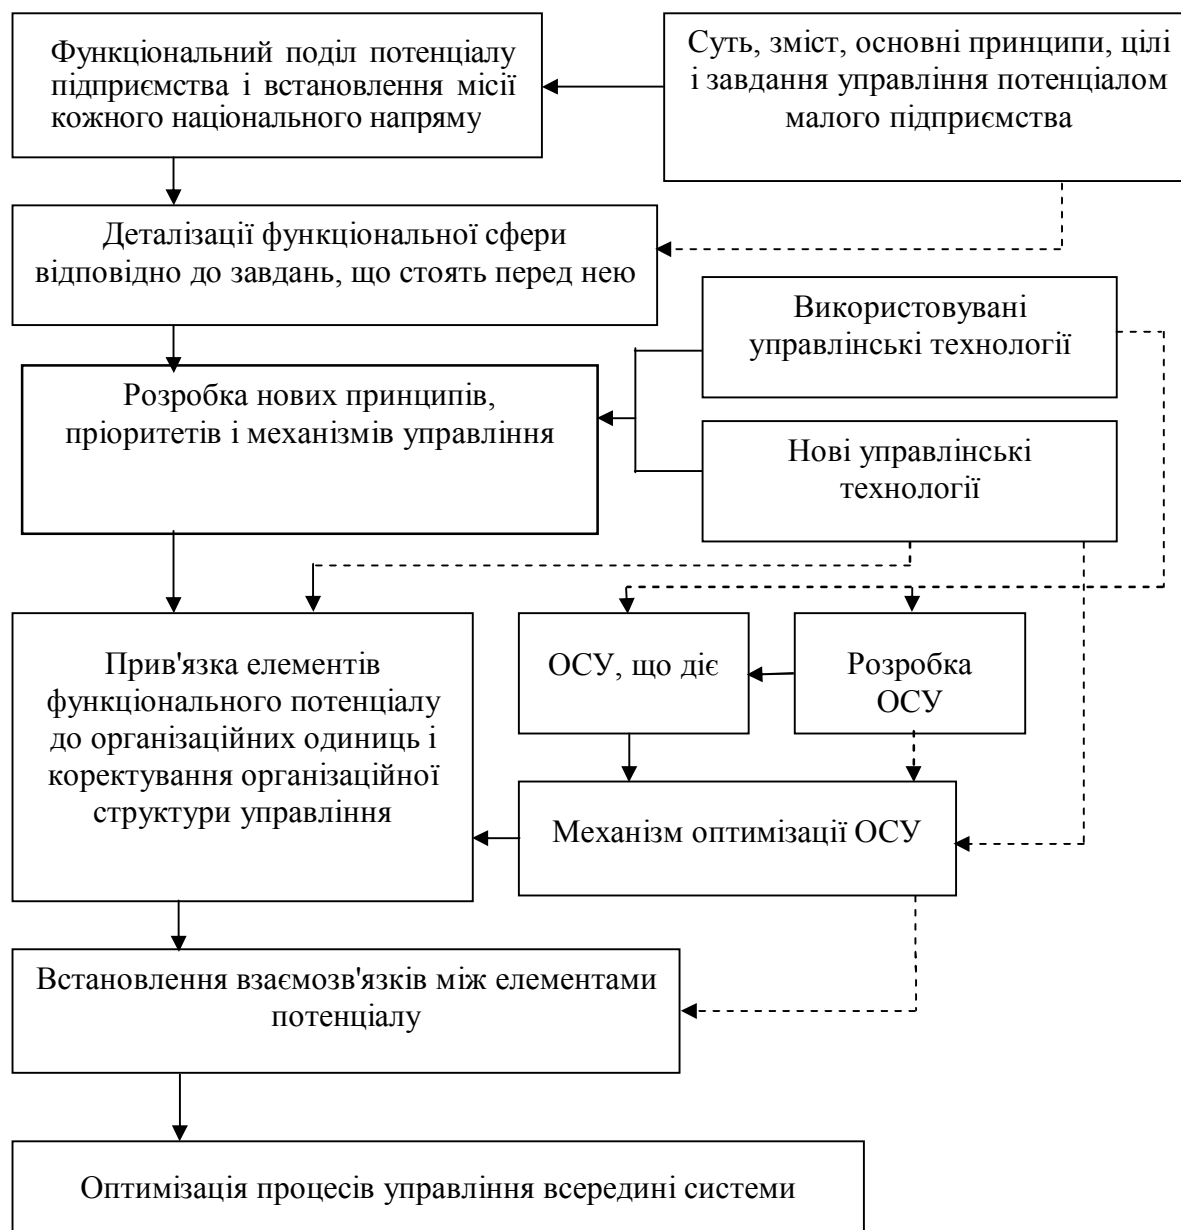 Функціональний поділ потенціалу
підприємства і встановлення місії
кожного національного напряму
Суть, зміст, основні принципи, цілі
і завдання управління потенціалом
малого підприємства
Деталізації функціональної сфери
відповідно до завдань, що стоять перед нею
Використовувані
управлінські технології
Розробка нових принципів,
пріоритетів і механізмів управління
Нові управлінські
технології
Прив'язка елементів
функціонального потенціалу
до організаційних одиниць і
коректування організаційної
структури управління
ОСУ, що діє
Розробка
ОСУ
Механізм оптимізації ОСУ
Встановлення взаємозв'язків між елементами
потенціалу
Оптимізація процесів управління всередині системи